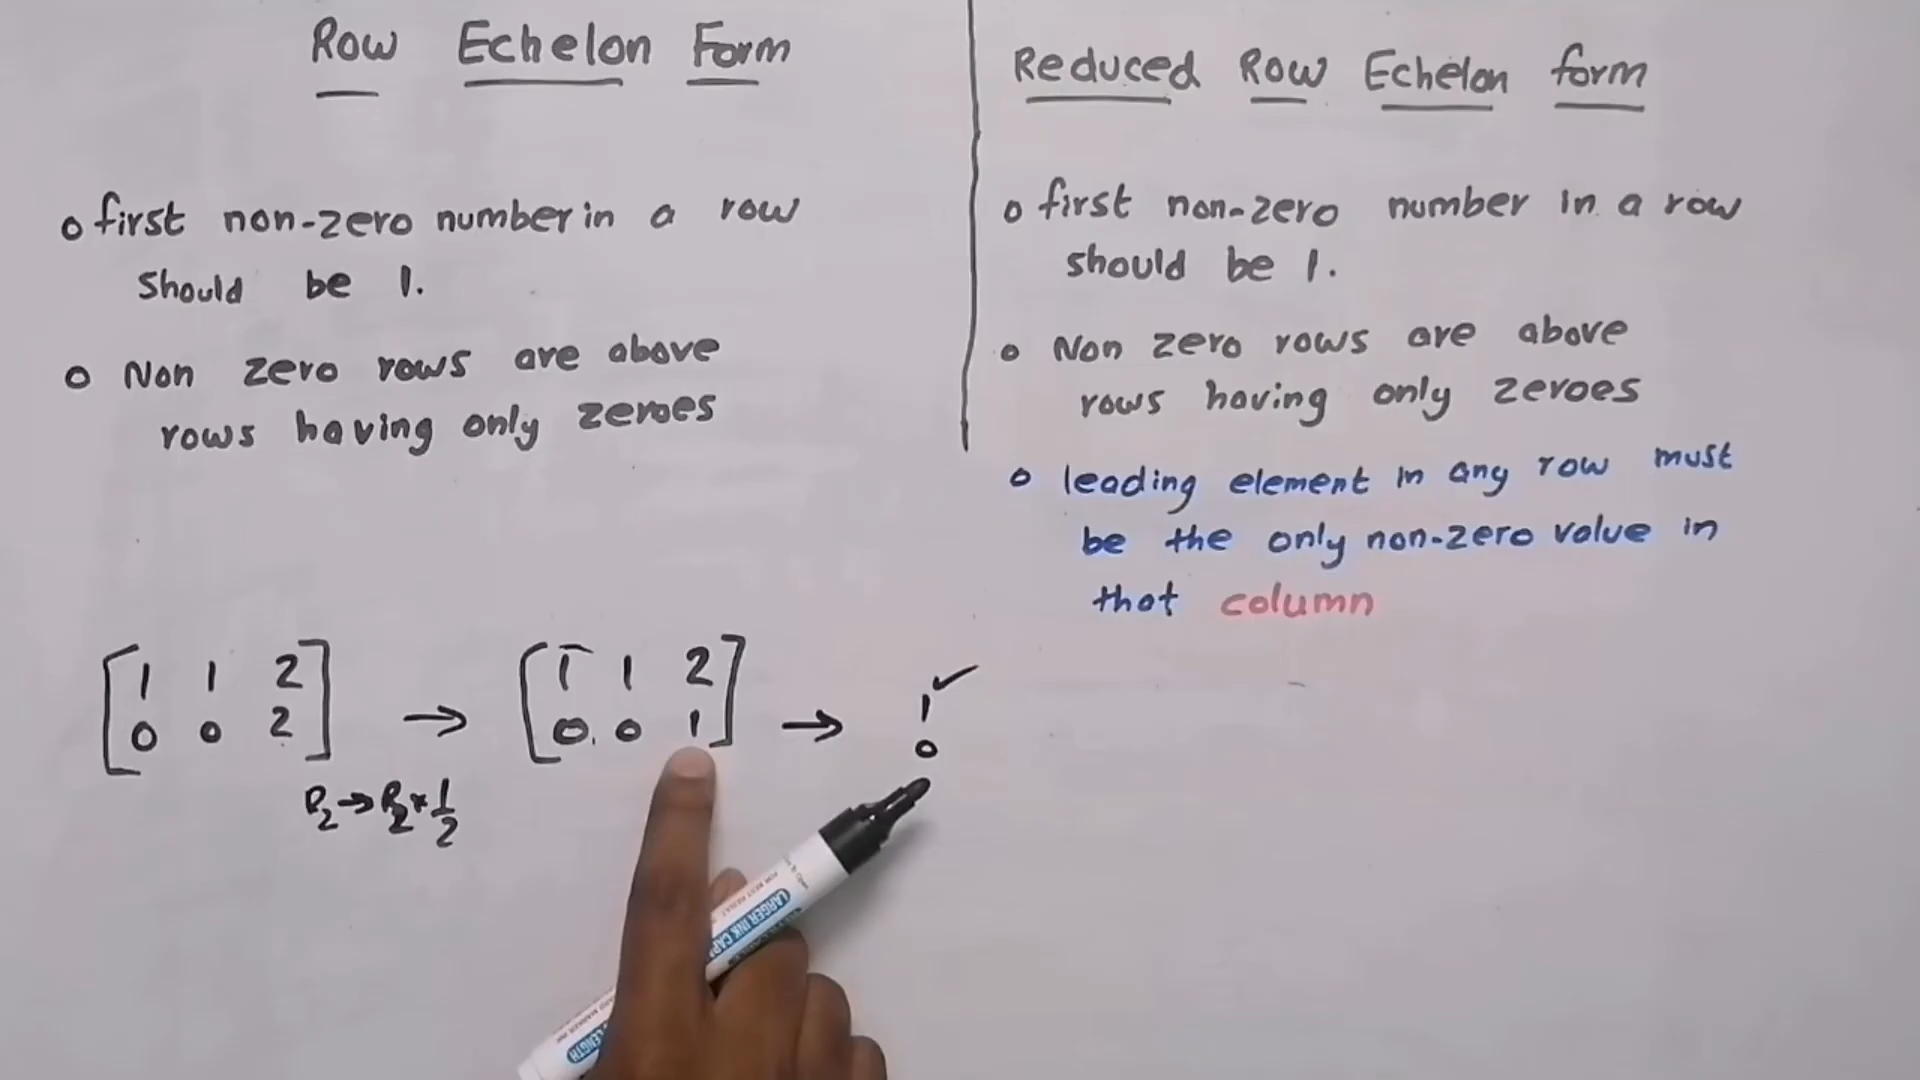 Row Echelon Form
o first non-zero number in a row
should be 1.
o Non zero rows are above
rows having only zeroes
Reduced Row Echelon form
o first non-zero number in a row
should be 1.
o Non zero rows are above
rows having only zeroes
o leading element in any row must
be the only non-zero value in
that column
[1 1 2] → [1 1 2] → 1 ✓
[0 0 2] [0 0 1] 0
R2→R2*1/2
LARGER INK CAP
LENGTH